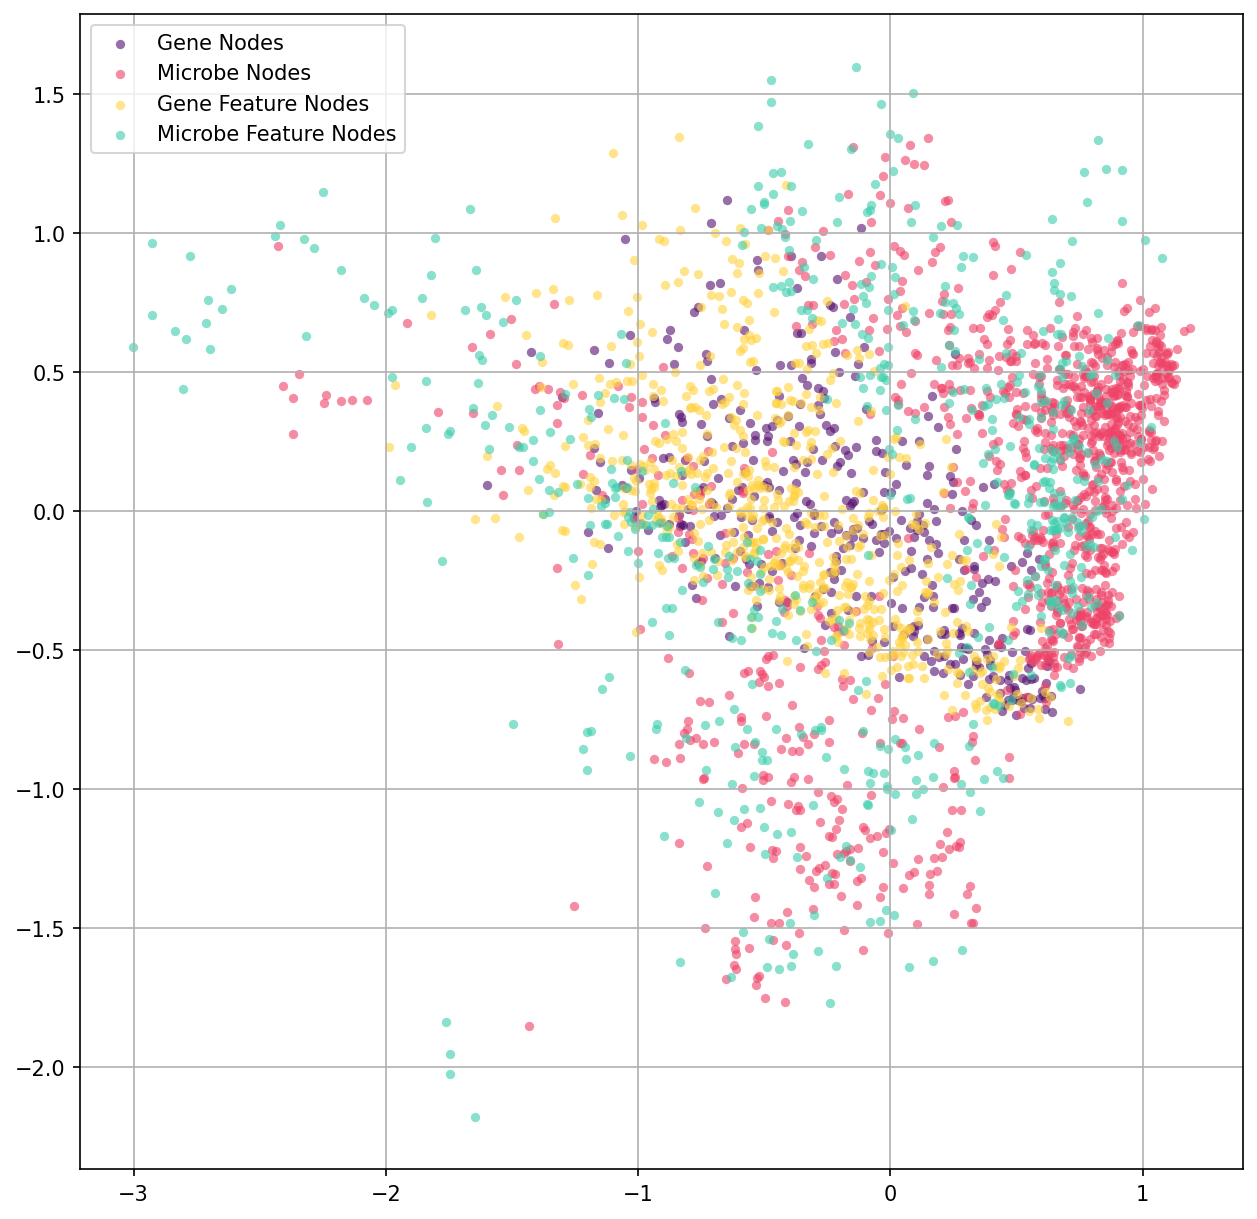 Gene Nodes
Microbe Nodes
Gene Feature Nodes
Microbe Feature Nodes
1.5
1.0
0.5
0.0
−0.5
−1.0
−1.5
−2.0
−3 −2 −1 0 1